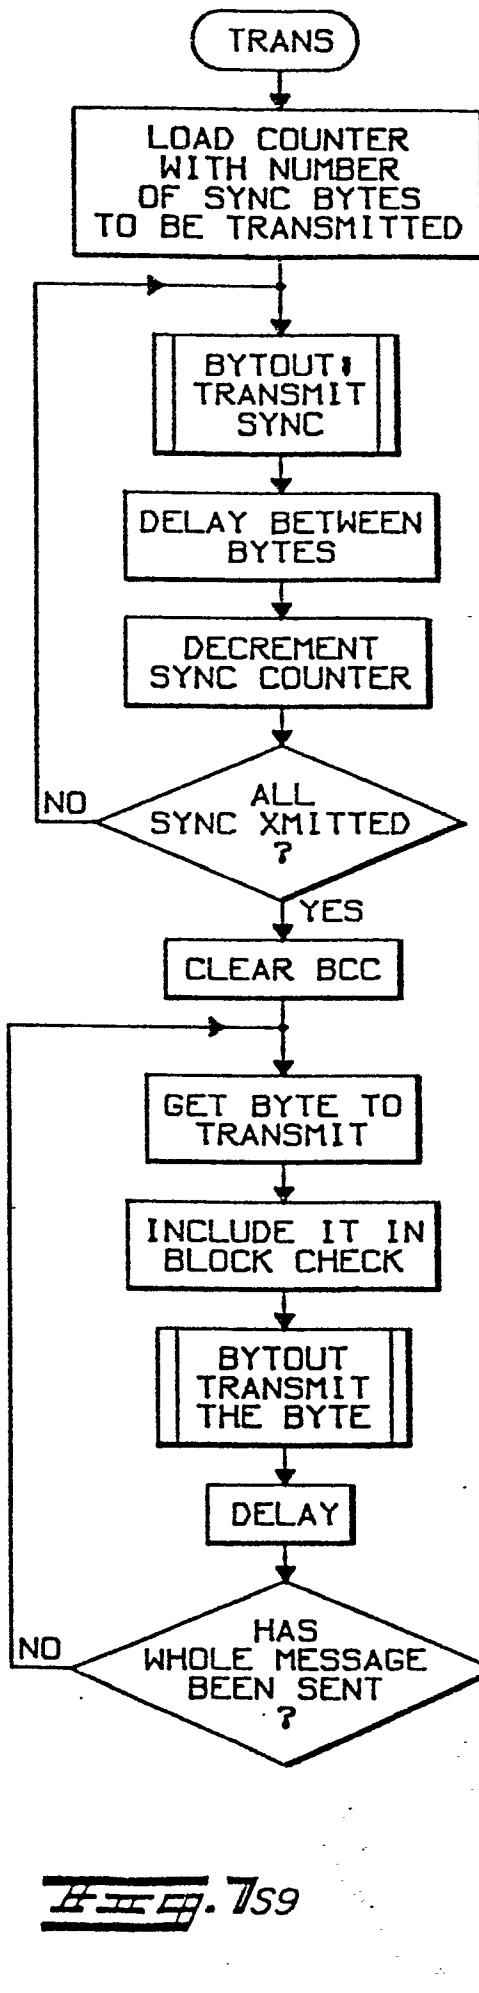 TRANS
LOAD COUNTER
WITH NUMBER
OF SYNC BYTES
TO BE TRANSMITTED
BYTOUT:
TRANSMIT
SYNC
DELAY BETWEEN
BYTES
DECREMENT
SYNC COUNTER
ALL
SYNC XMITTED
?
NO
YES
CLEAR BCC
GET BYTE TO
TRANSMIT
INCLUDE IT IN
BLOCK CHECK
BYTOUT
TRANSMIT
THE BYTE
DELAY
HAS
WHOLE MESSAGE
BEEN SENT
?
NO
Fig. 7S9